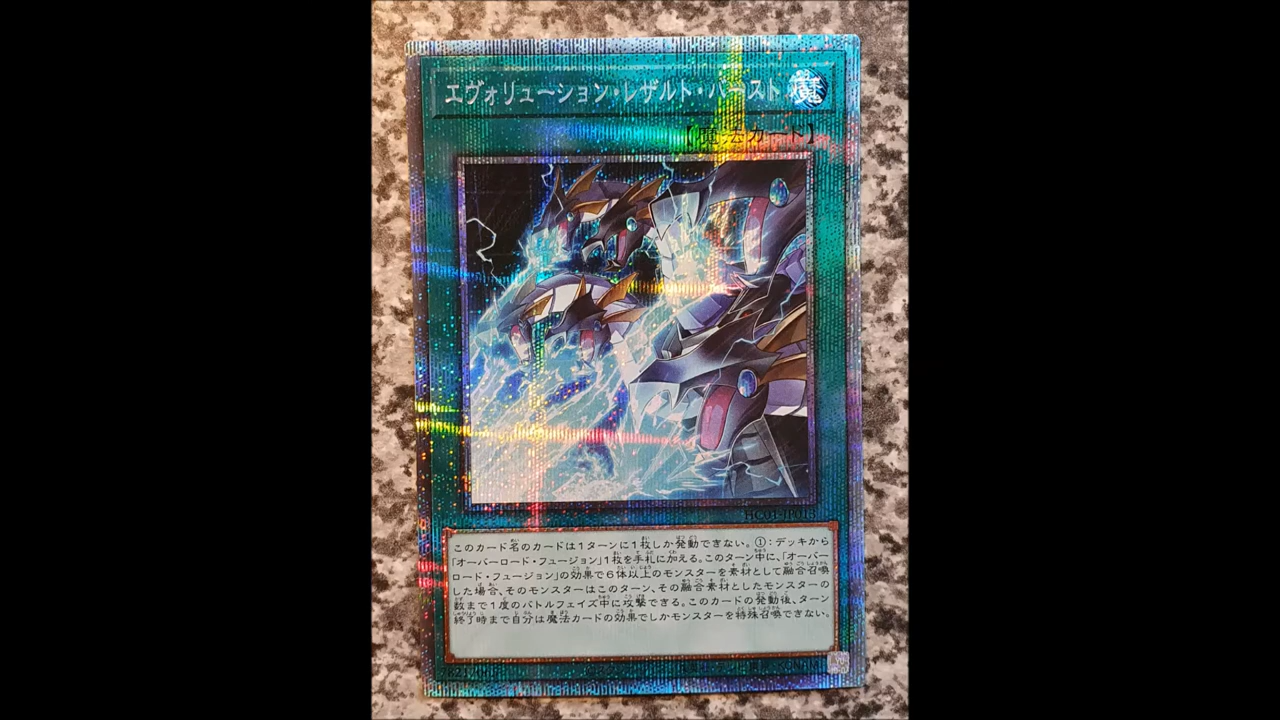 エヴォリューション・レザルト・バースト
魔
【魔法カード】
このカード名のカードは1ターンに1枚しか発動できない。①:デッキから
「オーバーロード・フュージョン」1枚を手札に加える。このターン中に、「オーバー
ロード・フュージョン」の効果で6体以上のモンスターを素材として融合召喚
した場合、そのモンスターはこのターン、その融合素材としたモンスターの
数まで1度のバトルフェイズ中に攻撃できる。このカードの発動後、ターン
終了時まで自分は魔法カードの効果でしかモンスターを特殊召喚できない。